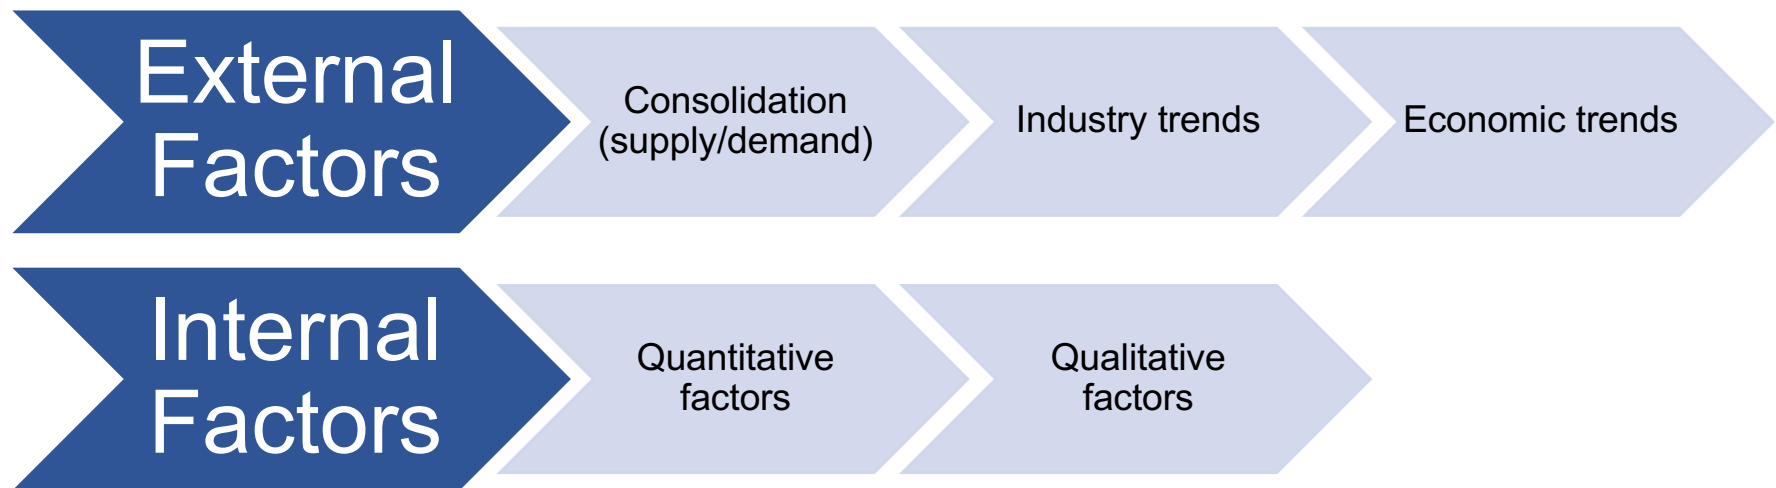 External
Factors
Consolidation
(supply/demand)
Industry trends
Economic trends
Internal
Factors
Quantitative
factors
Qualitative
factors